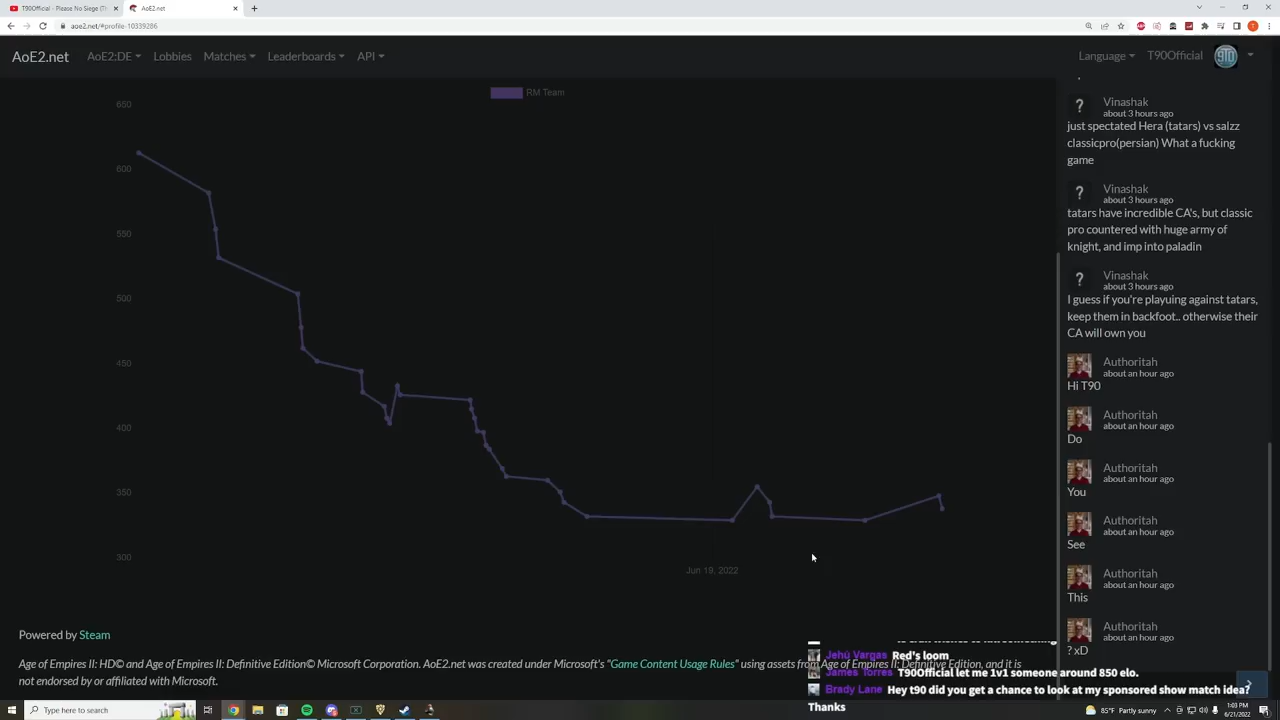 T90Official - Please No Siege (T
AoE2.net
aoe2.net/#profile-10339286
AoE2.net
AoE2:DE
Lobbies
Matches
Leaderboards
API
Language
T90Official
RM Team
650
600
550
500
450
400
350
300
Jun 19, 2022
Powered by Steam
Age of Empires II: HD© and Age of Empires II: Definitive Edition© Microsoft Corporation. AoE2.net was created under Microsoft's "Game Content Usage Rules" using assets from Age of Empires II: Definitive Edition, and it is
not endorsed by or affiliated with Microsoft.
Vinashak
about 3 hours ago
just spectated Hera (tatars) vs salzz
classicpro(persian) What a fucking
game
Vinashak
about 3 hours ago
tatars have incredible CA's, but classic
pro countered with huge army of
knight, and imp into paladin
Vinashak
about 3 hours ago
I guess if you're playuing against tatars,
keep them in backfoot.. otherwise their
CA will own you
Authoritah
about an hour ago
Hi T90
Authoritah
about an hour ago
Do
Authoritah
about an hour ago
You
Authoritah
about an hour ago
See
Authoritah
about an hour ago
This
Authoritah
about an hour ago
? xD
Jehú Vargas Red's loom
James Torres T90Official let me 1v1 someone around 850 elo.
Brady Lane Hey t90 did you get a chance to look at my sponsored show match idea?
Thanks
Type here to search
85°F Partly sunny
1:03 PM
6/21/2022